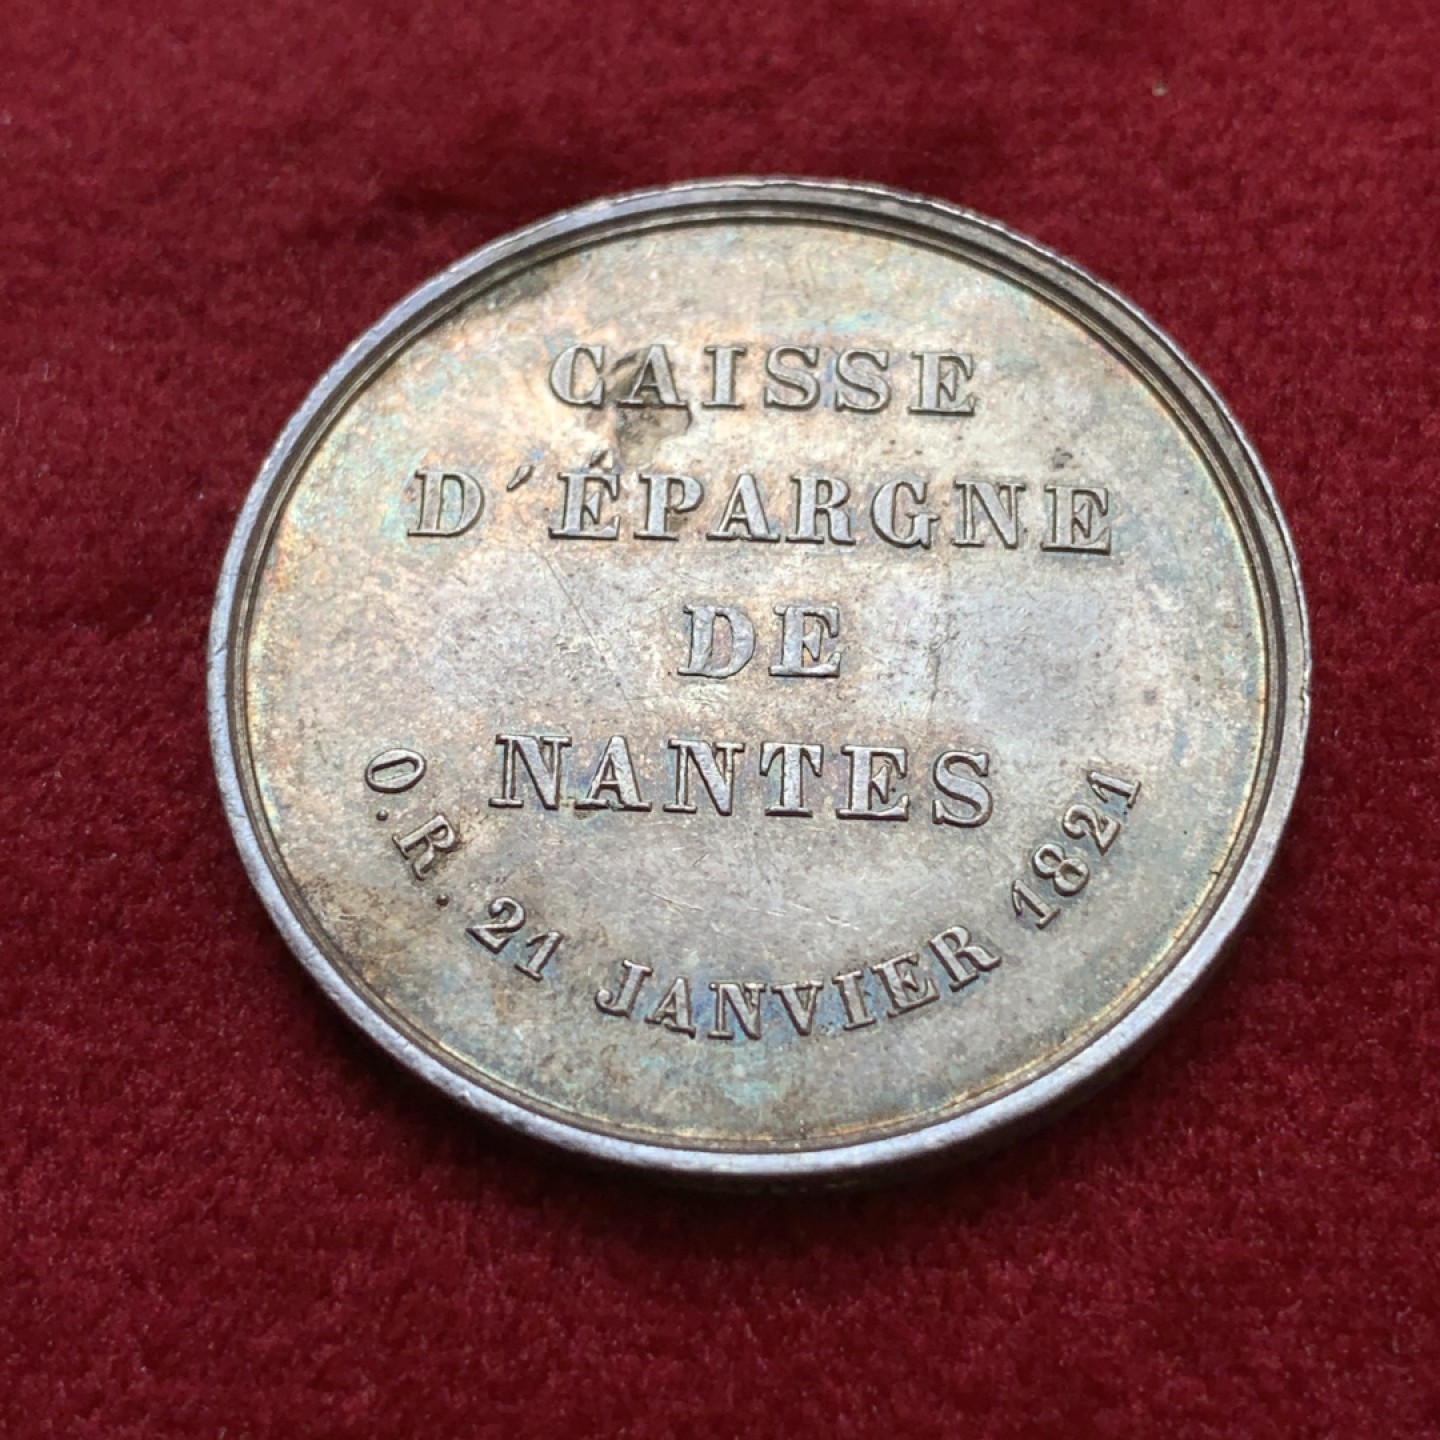 CAISSE
D'ÉPARGNE
DE
NANTES
O.R. 21 JANVIER 1821